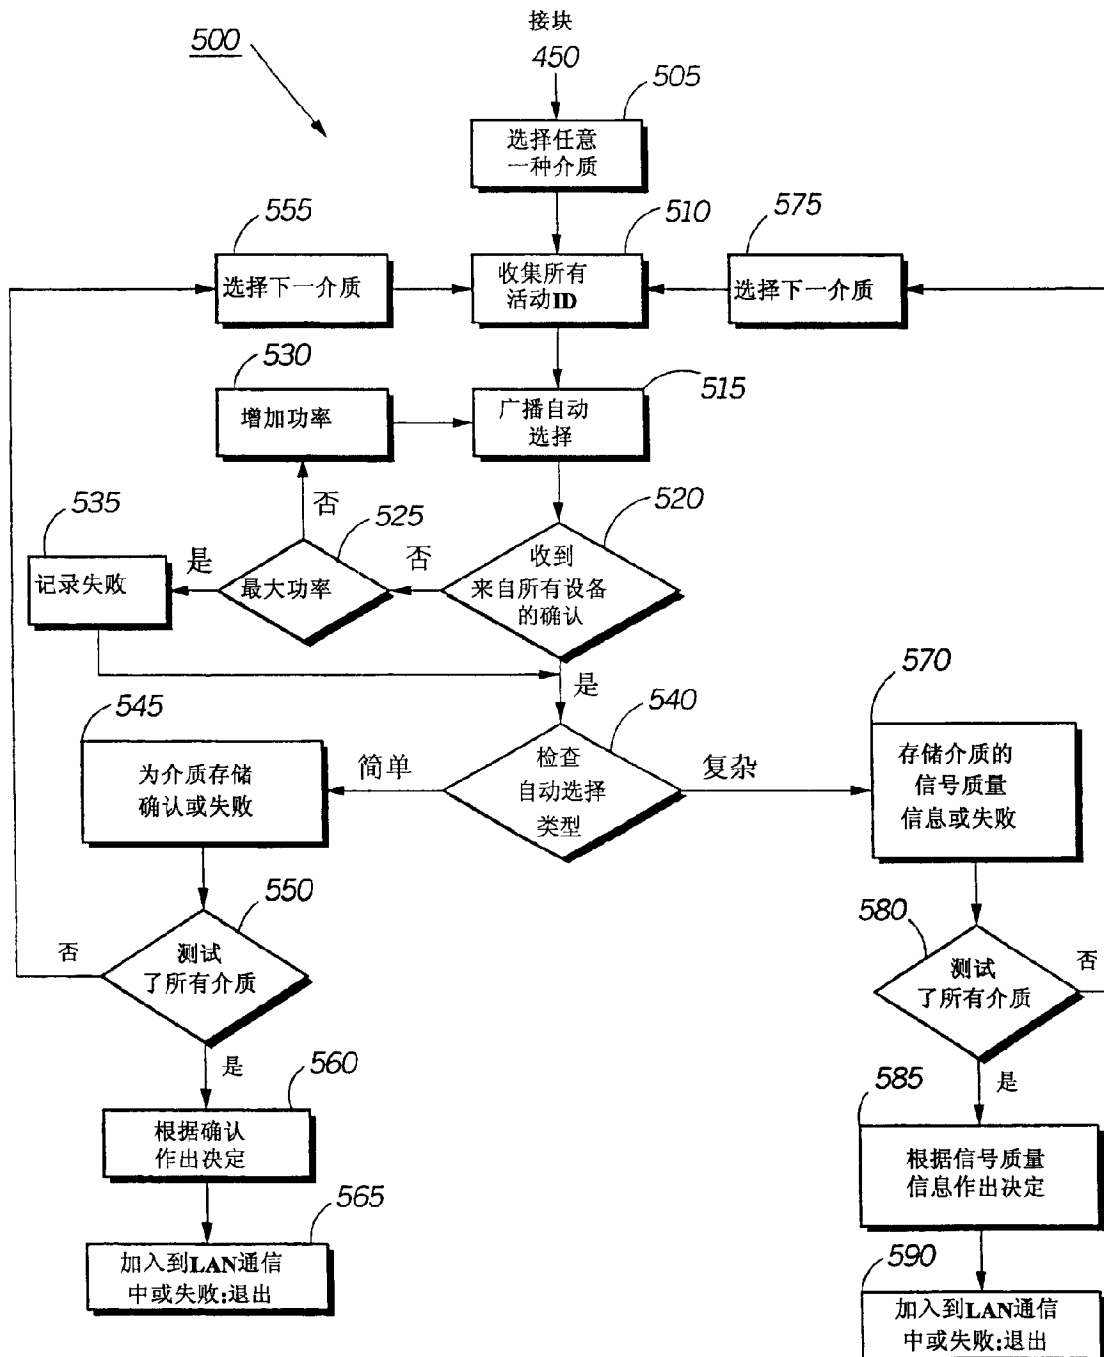 接块
500
450
505
选择任意
一种介质
555
510
575
选择下一介质
收集所有
活动ID
选择下一介质
530
515
增加功率
广播自动
选择
否
535
525
520
记录失败
是
最大功率
否
收到
来自所有设备
的确认
是
545
540
570
为介质存储
确认或失败
简单
检查
自动选择
类型
复杂
存储介质的
信号质量
信息或失败
550
580
否
测试
了所有介质
测试
了所有介质
否
是
560
是
585
根据确认
作出决定
根据信号质量
信息作出决定
565
590
加入到LAN通信
中或失败:退出
加入到LAN通信
中或失败:退出